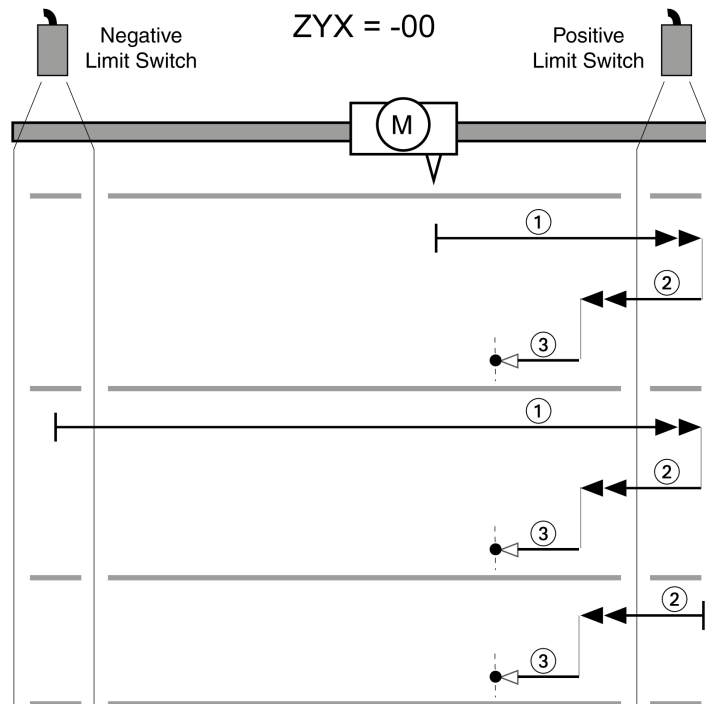 ZYX = -00
Negative
Limit Switch
Positive
Limit Switch
M
1
2
3
1
2
3
2
3